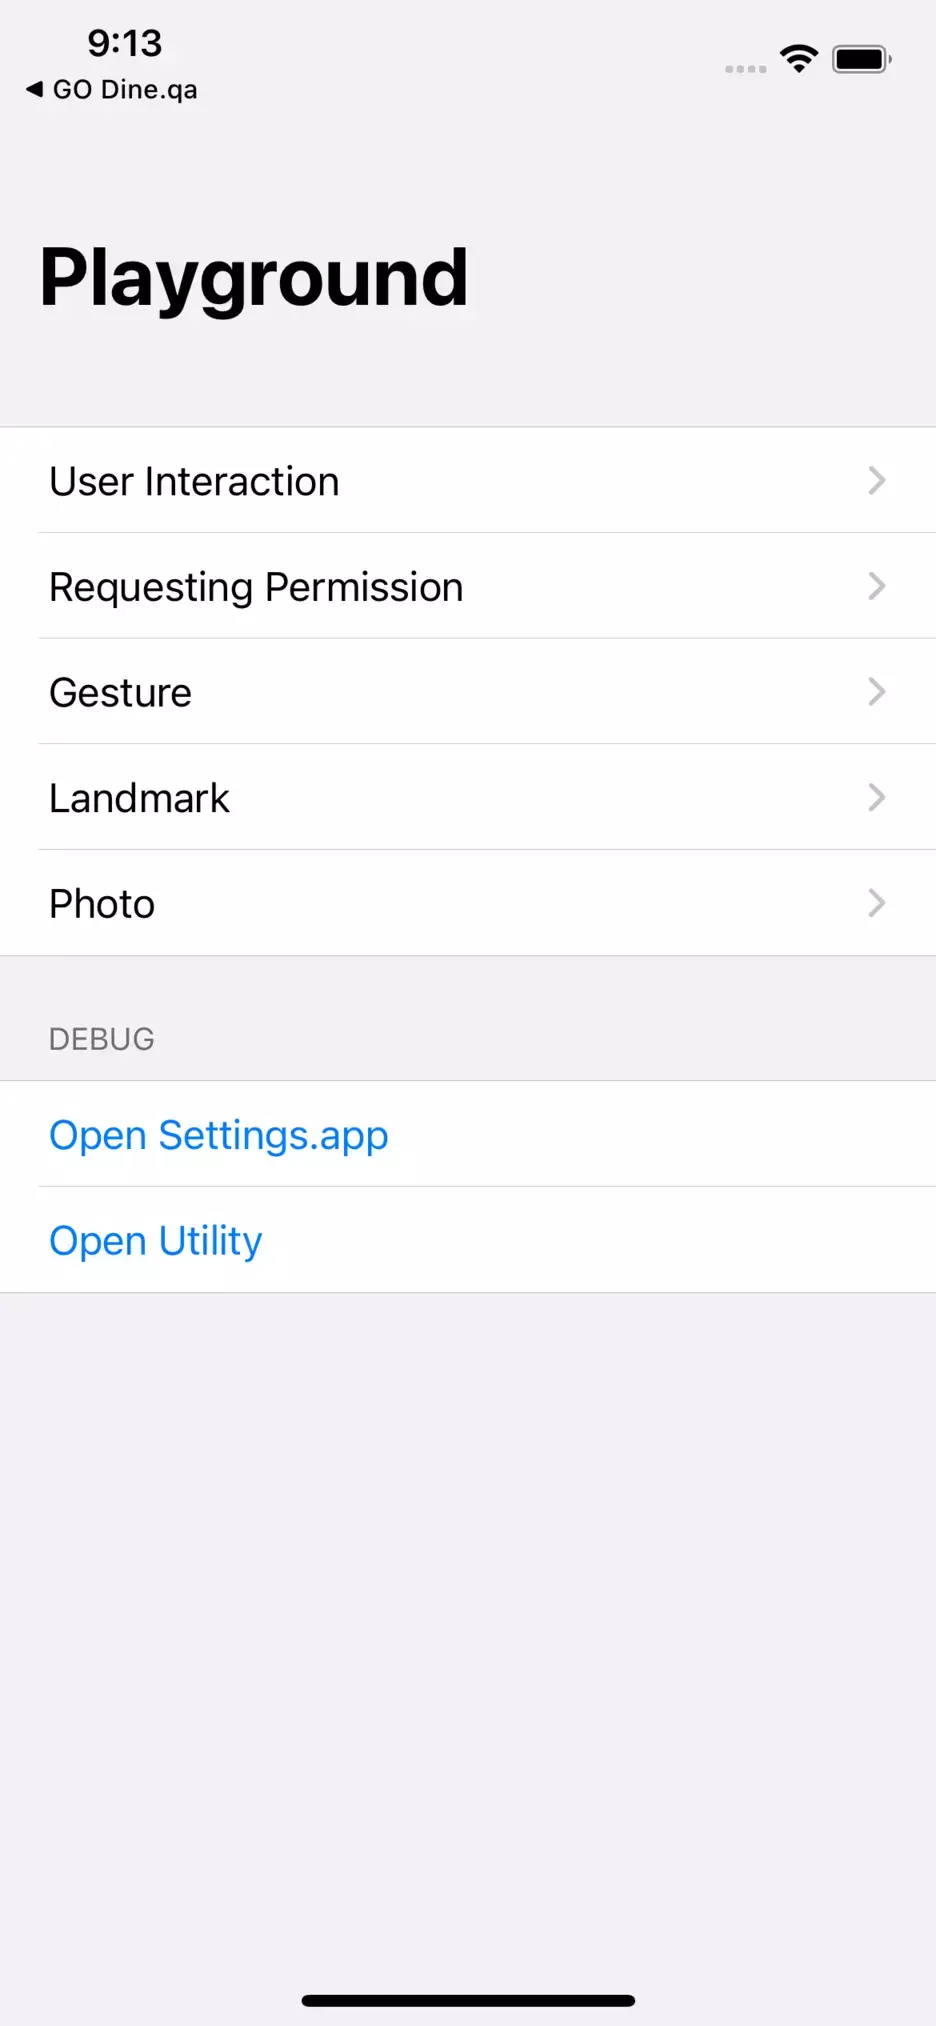 9:13
GO Dine.qa
Playground
User Interaction
Requesting Permission
Gesture
Landmark
Photo
DEBUG
Open Settings.app
Open Utility